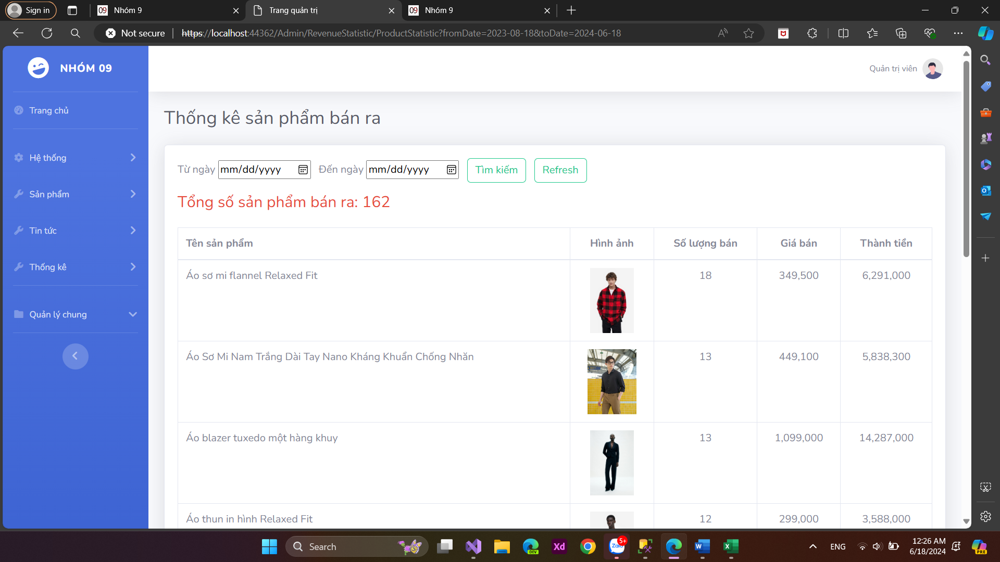 Sign in
09 Nhóm 9
Trang quản trị
09 Nhóm 9
Not secure
https://localhost:44362/Admin/RevenueStatistic/ProductStatistic?fromDate=2023-08-18&toDate=2024-06-18
NHÓM 09
Quản trị viên
Trang chủ
Hệ thống
Sản phẩm
Tin tức
Thống kê
Quản lý chung
Thống kê sản phẩm bán ra
Từ ngày mm/dd/yyyy Đến ngày mm/dd/yyyy Tìm kiếm Refresh
Tổng số sản phẩm bán ra: 162
Tên sản phẩm Hình ảnh Số lượng bán Giá bán Thành tiền
Áo sơ mi flannel Relaxed Fit 18 349,500 6,291,000
Áo Sơ Mi Nam Trắng Dài Tay Nano Kháng Khuẩn Chống Nhăn 13 449,100 5,838,300
Áo blazer tuxedo một hàng khuy 13 1,099,000 14,287,000
Áo thun in hình Relaxed Fit 12 299,000 3,588,000
Search
DEV
Xd
Zalo
5+
W
X
ENG
12:26 AM
6/18/2024
PRE